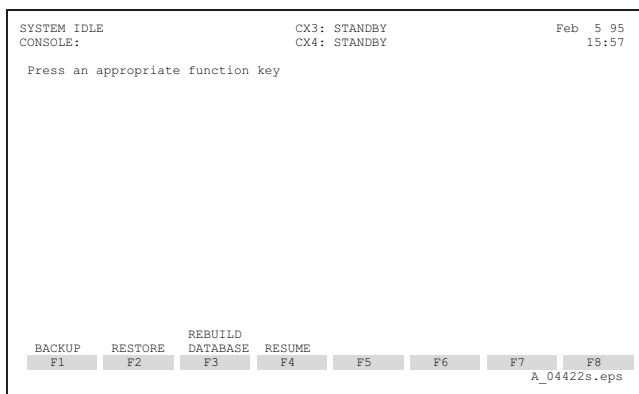 SYSTEM IDLE CX3: STANDBY Feb 5 95
CONSOLE: CX4: STANDBY 15:57
Press an appropriate function key
REBUILD
BACKUP RESTORE DATABASE RESUME
F1 F2 F3 F4 F5 F6 F7 F8
A_04422s.eps